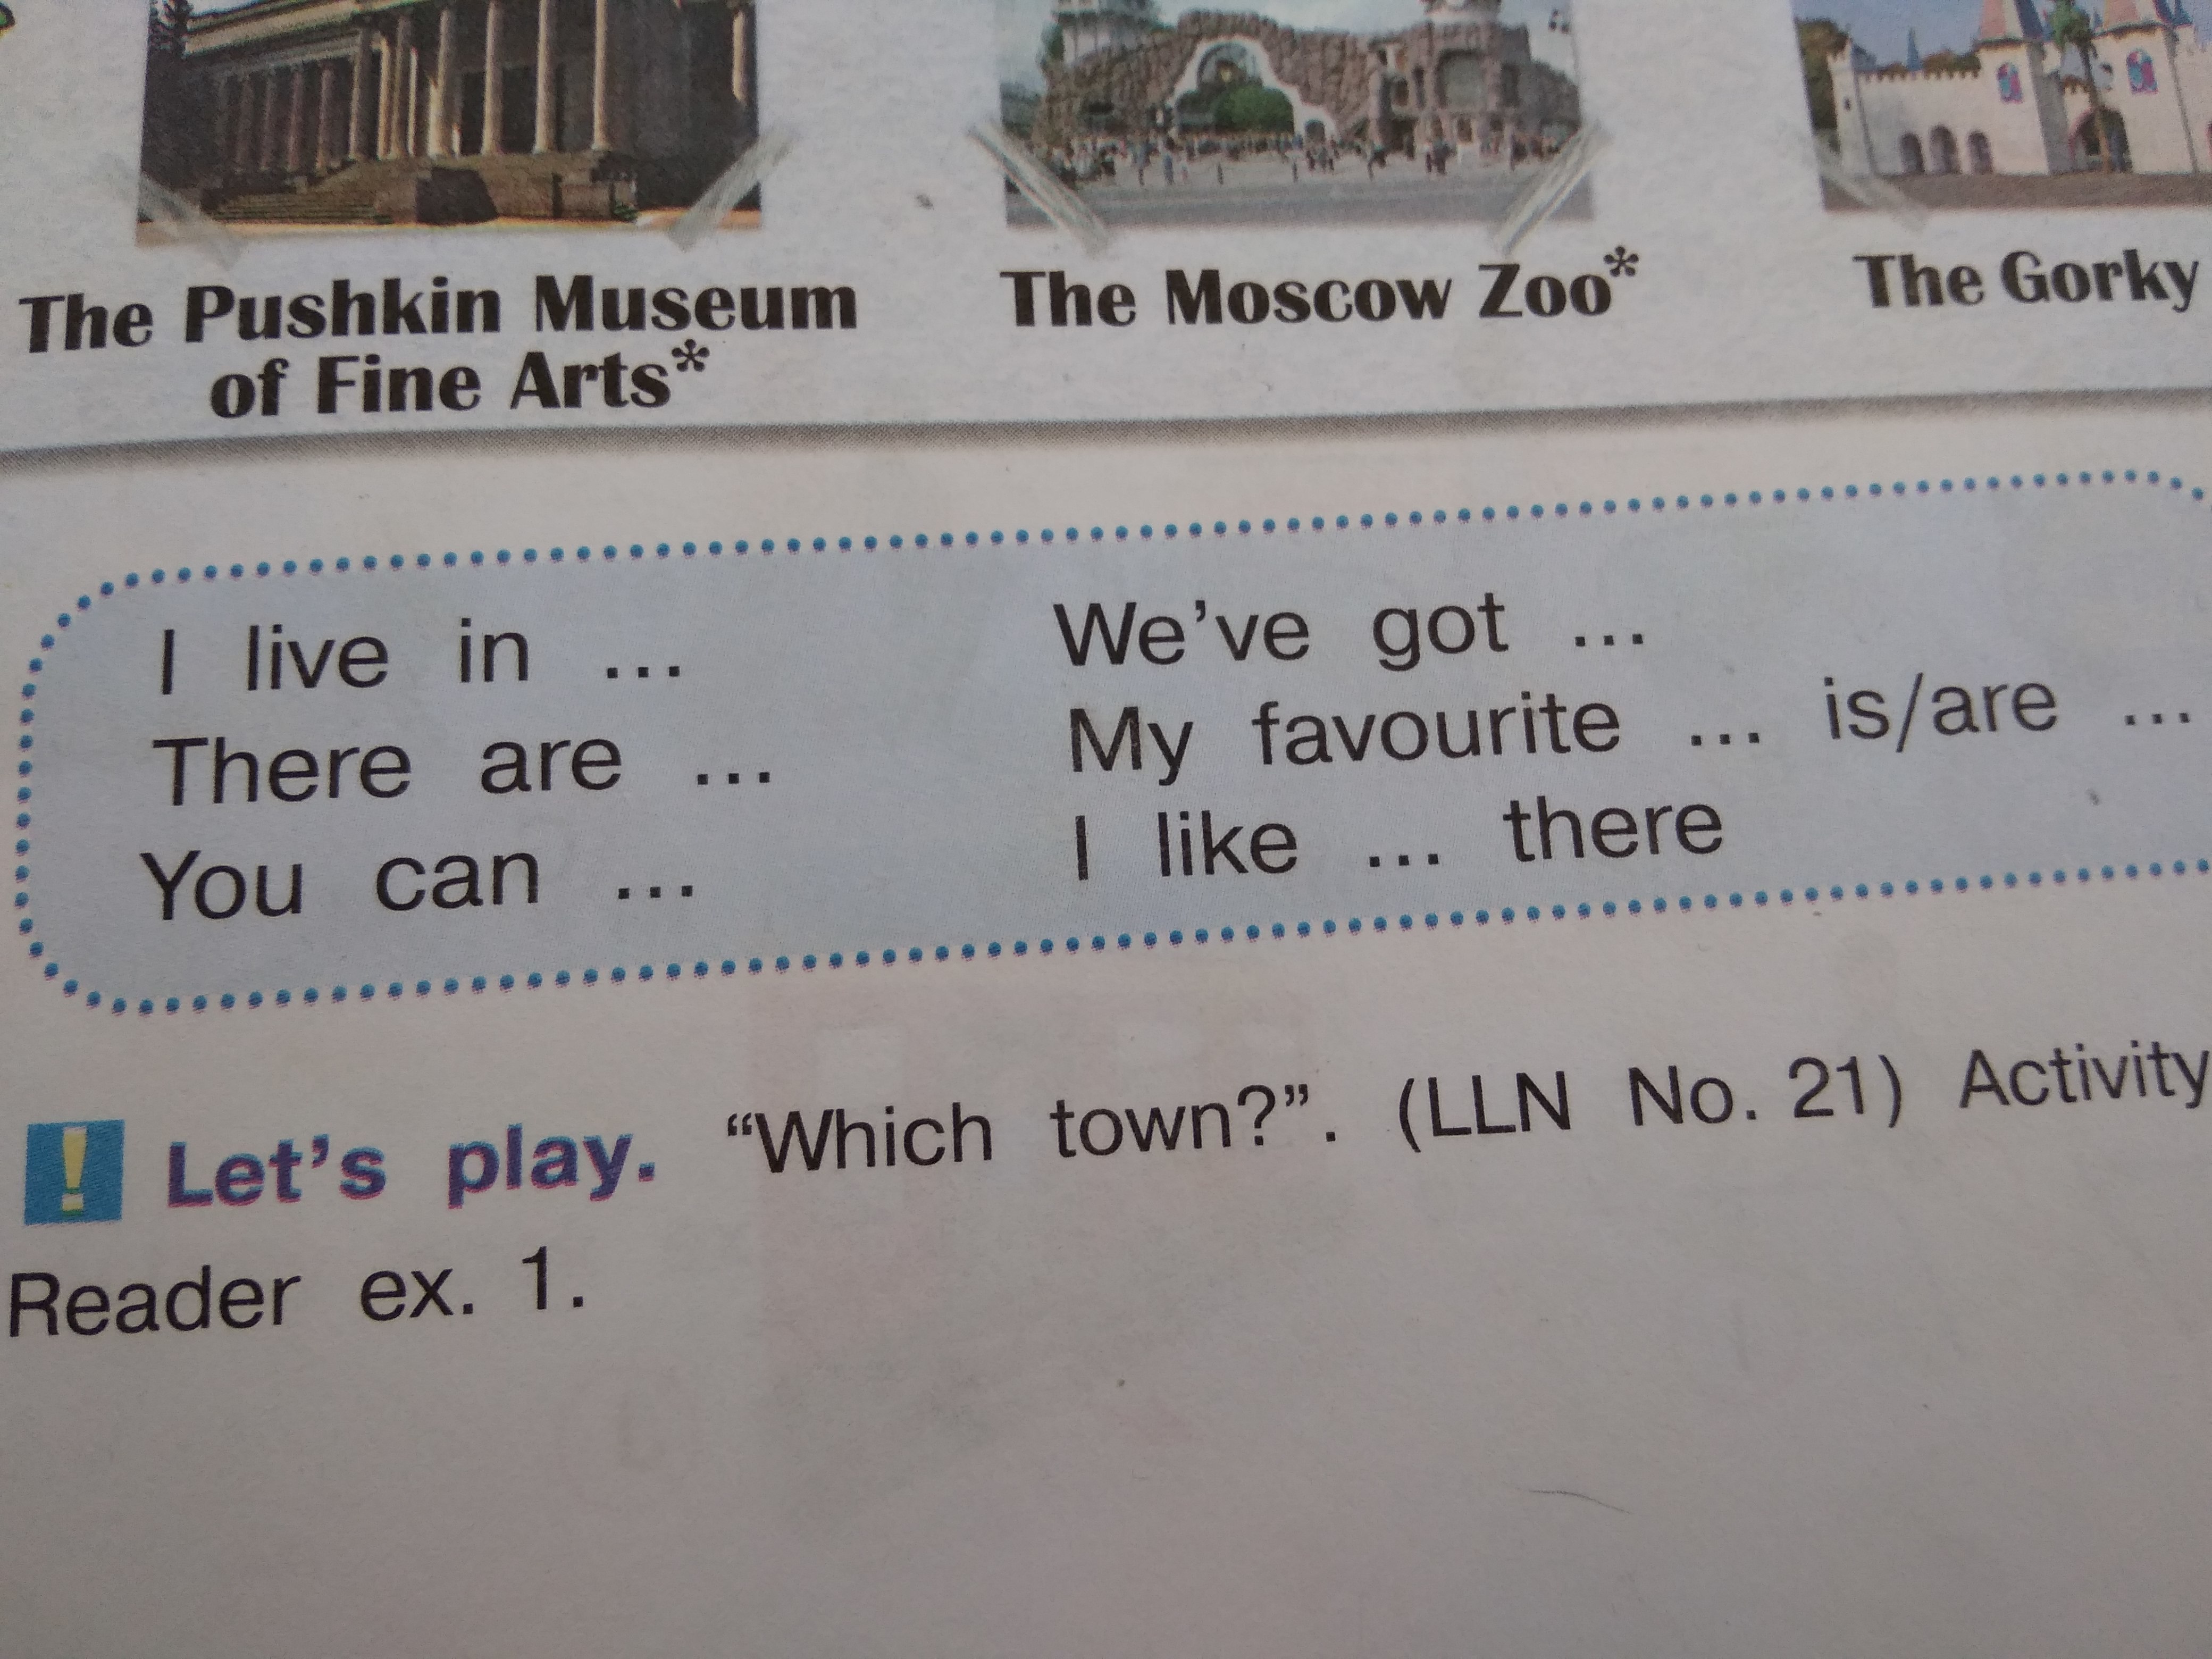 The Pushkin Museum
of Fine Arts*
The Moscow Zoo*
The Gorky
I live in ...
There are ...
You can ...
We've got ...
My favourite ... is/are ...
I like ... there
! Let's play. “Which town?”. (LLN No. 21) Activity
Reader ex. 1.